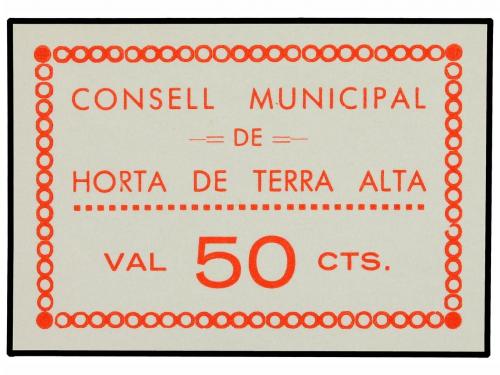 CONSELL MUNICIPAL
DE
HORTA DE TERRA ALTA
VAL 50 CTS.